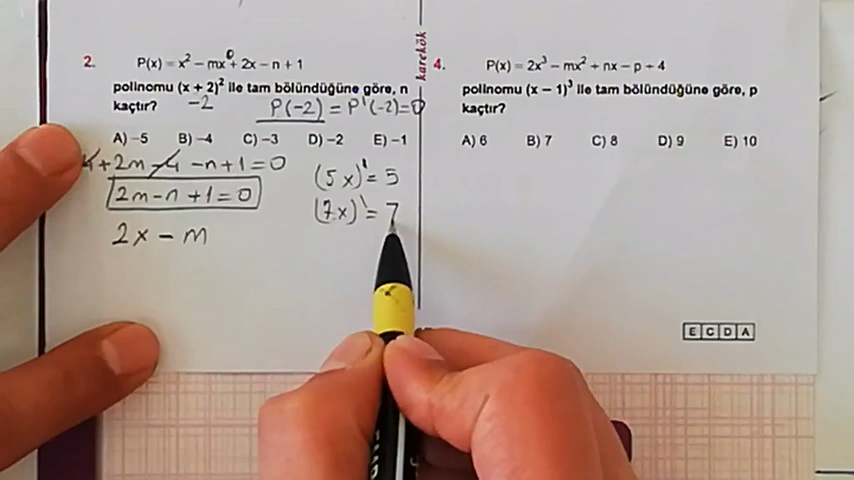 2. P(x) = x² – mx + 2x – n + 1
polinomu (x + 2)² ile tam bölündüğüne göre, n
kaçtır? -2 P(-2) = P'(-2)=0
A) –5 B) –4 C) –3 D) –2 E) –1
4+2m-4-n+1=0
2m-n+1=0
2x-m
(5x)'=5
(7x)'=7
karekök
4. P(x) = 2x³ – mx² + nx – p + 4
polinomu (x – 1)³ ile tam bölündüğüne göre, p
kaçtır?
A) 6 B) 7 C) 8 D) 9 E) 10
E C D A